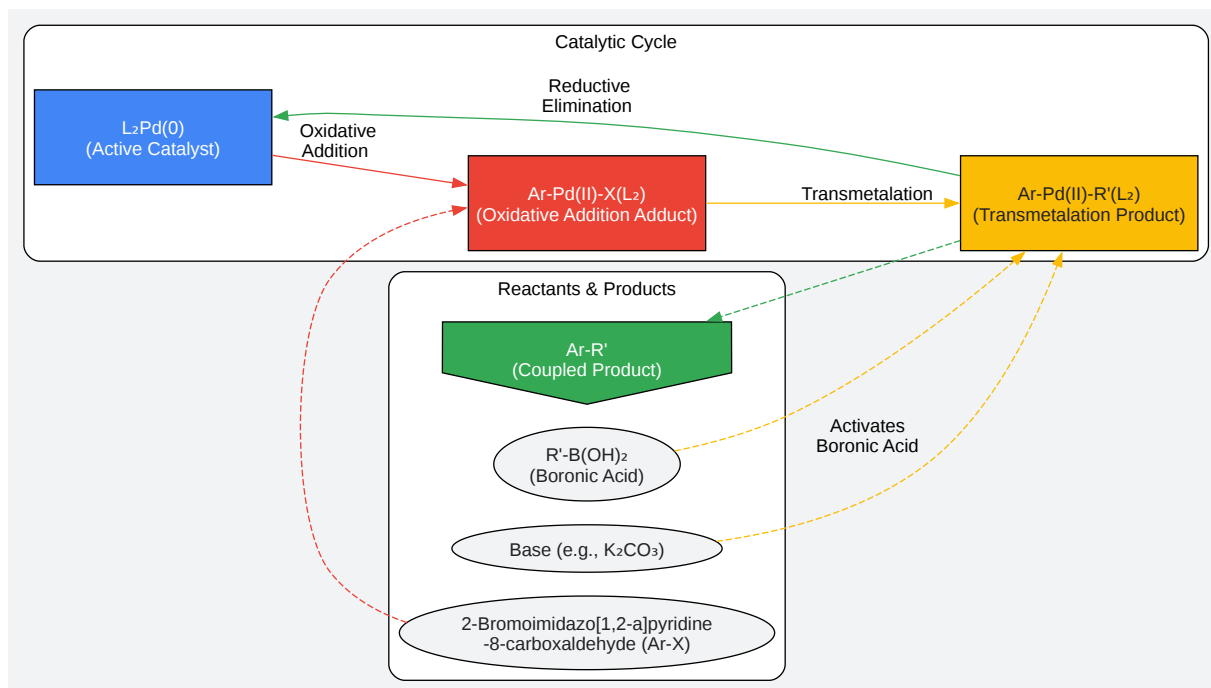 Catalytic Cycle
Reductive
Elimination
L₂Pd(0)
(Active Catalyst)
Oxidative
Addition
Ar-Pd(II)-X(L₂)
(Oxidative Addition Adduct)
Transmetalation
Ar-Pd(II)-R'(L₂)
(Transmetalation Product)
Reactants & Products
Ar-R'
(Coupled Product)
R'-B(OH)₂
(Boronic Acid)
Activates
Boronic Acid
Base (e.g., K₂CO₃)
2-Bromoimidazo[1,2-a]pyridine
-8-carboxaldehyde (Ar-X)